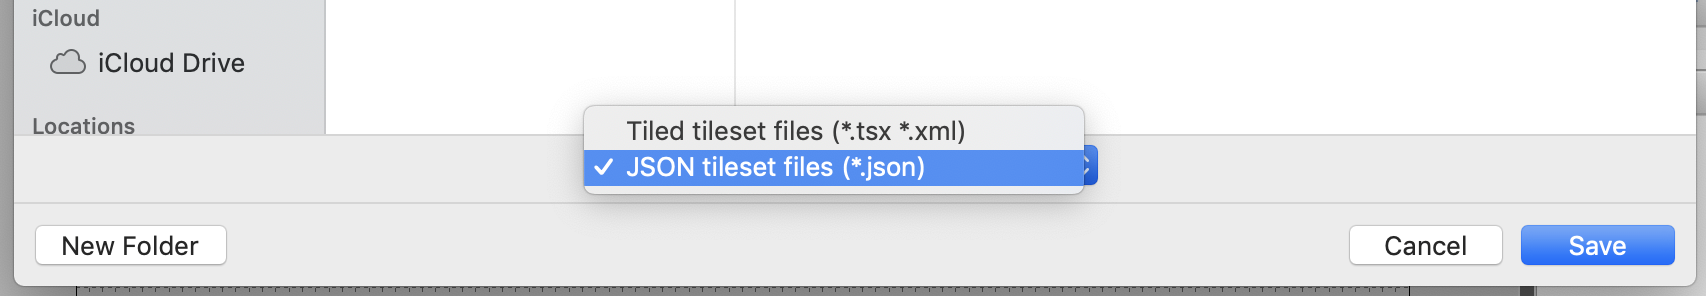 iCloud
iCloud Drive
Locations
Tiled tileset files (*.tsx *.xml)
JSON tileset files (*.json)
New Folder
Cancel
Save